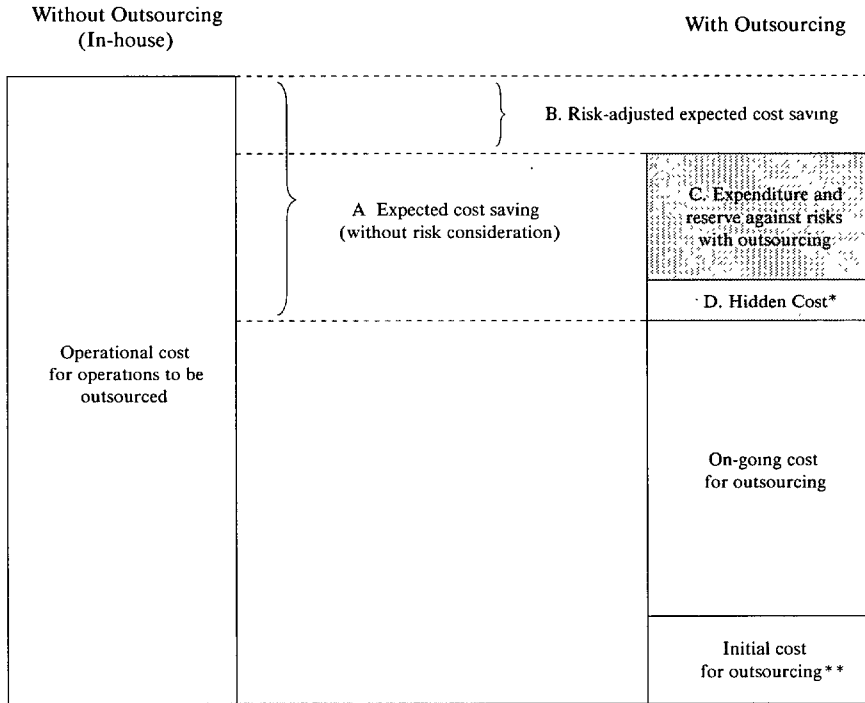 Without Outsourcing
(In-house)
With Outsourcing
B. Risk-adjusted expected cost saving
A Expected cost saving
(without risk consideration)
C. Expenditure and
reserve against risks
with outsourcing
D. Hidden Cost*
Operational cost
for operations to be
outsourced
On-going cost
for outsourcing
Initial cost
for outsourcing**